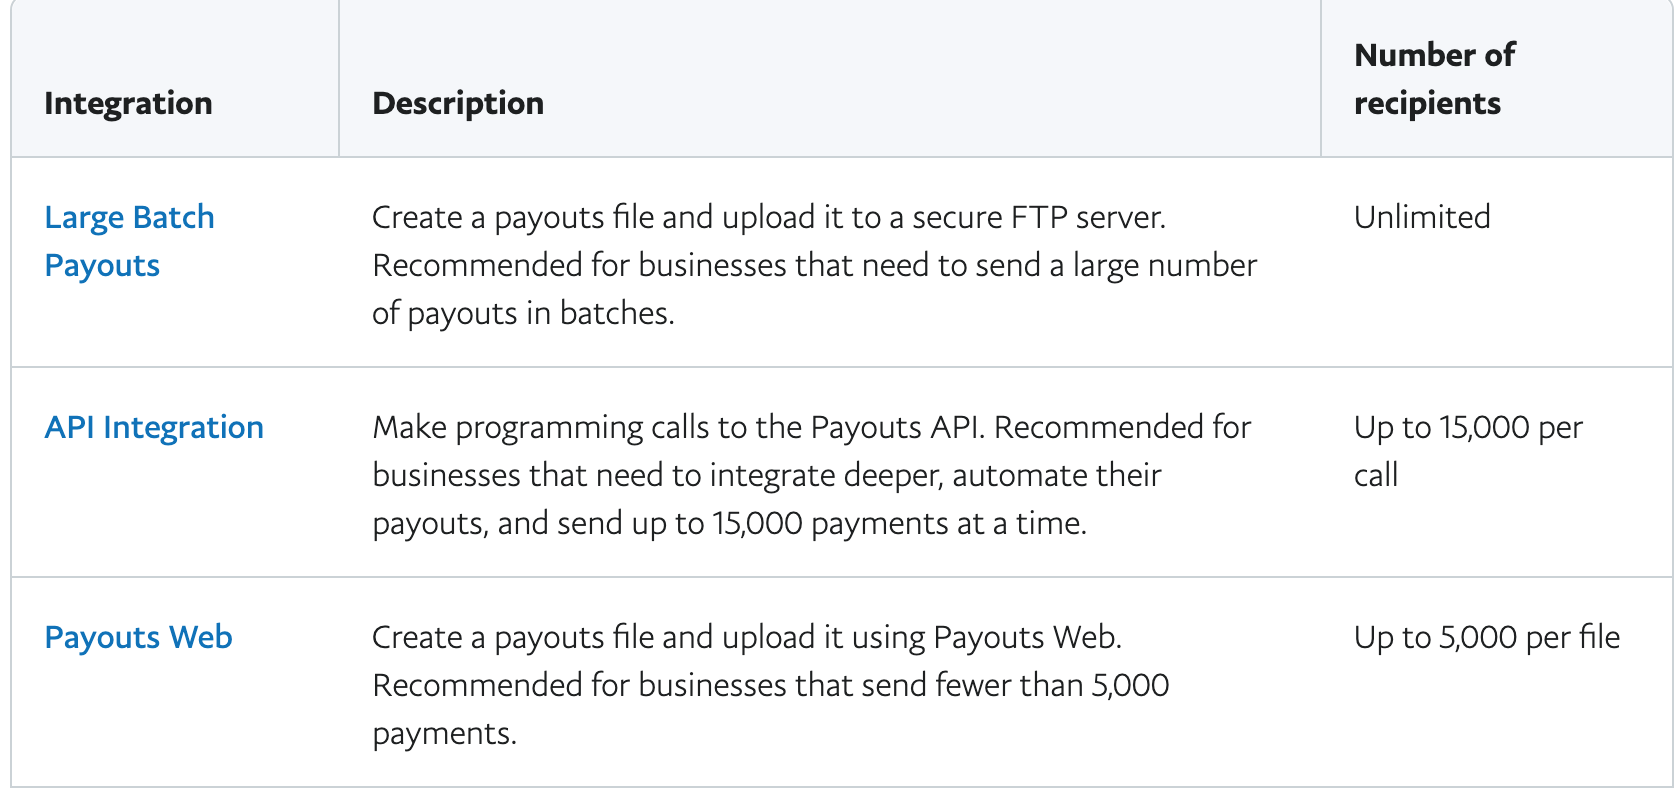 Integration
Description
Number of
recipients
Large Batch
Payouts
Create a payouts file and upload it to a secure FTP server.
Recommended for businesses that need to send a large number
of payouts in batches.
Unlimited
API Integration
Make programming calls to the Payouts API. Recommended for
businesses that need to integrate deeper, automate their
payouts, and send up to 15,000 payments at a time.
Up to 15,000 per
call
Payouts Web
Create a payouts file and upload it using Payouts Web.
Recommended for businesses that send fewer than 5,000
payments.
Up to 5,000 per file